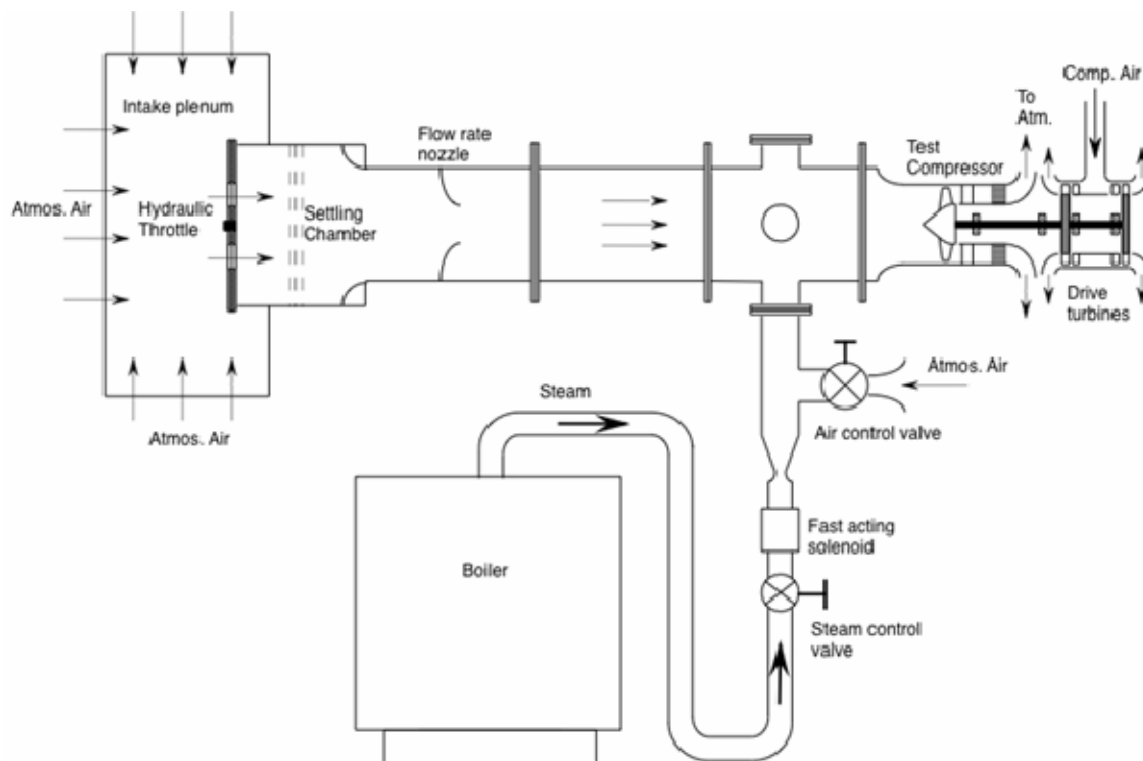 Comp. Air
To
Atm.
Intake plenum
Flow rate
nozzle
Test
Compressor
Atmos. Air
Hydraulic
Throttle
Settling
Chamber
Drive
turbines
Atmos. Air
Steam
Atmos. Air
Air control valve
Fast acting
solenoid
Boiler
Steam control
valve